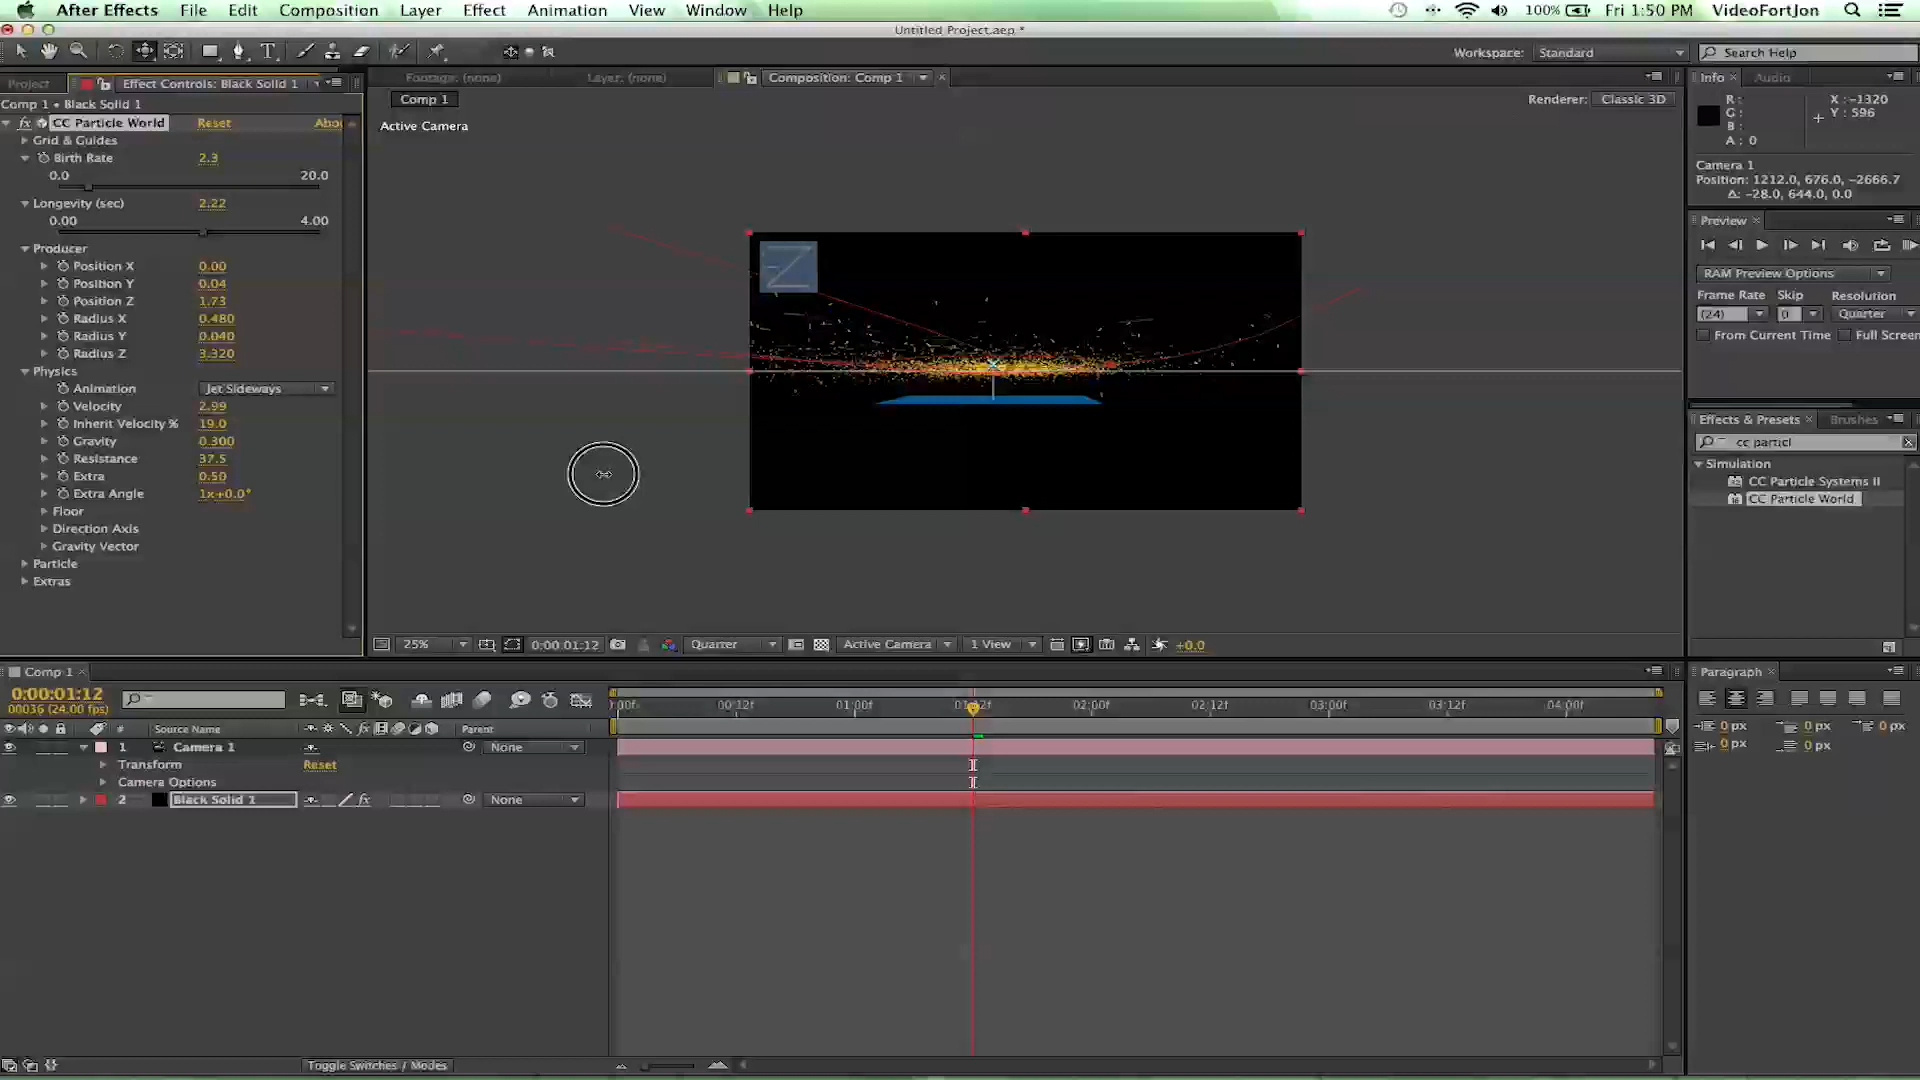 After Effects File Edit Composition Layer Effect Animation View Window Help 100% Fri 1:50 PM VideoFortJon
Untitled Project.aep *
Workspace: Standard Search Help
Project Effect Controls: Black Solid 1 Footage: (none) Layer: (none) Composition: Comp 1 Info Audio
Comp 1 • Black Solid 1 Comp 1 Renderer: Classic 3D
R: G: B: A: 0 X: -1320 Y: 596
CC Particle World Reset Abou
Active Camera
Grid & Guides
Birth Rate 2.3
0.0 20.0
Camera 1
Position: 1212.0, 676.0, -2666.7
Δ: -28.0, 644.0, 0.0
Longevity (sec) 2.22
0.00 4.00
Preview
Producer
Position X 0.00
RAM Preview Options
Position Y 0.04
Frame Rate Skip Resolution
Position Z 1.73
(24) 0 Quarter
Radius X 0.480
Radius Y 0.040
From Current Time Full Screen
Radius Z 3.320
Physics
Animation Jet Sideways
Velocity 2.99
Effects & Presets Brushes
Inherit Velocity % 19.0
Gravity 0.300
cc particl
Resistance 37.5
Simulation
Extra 0.50
CC Particle Systems II
Extra Angle 1x+0.0°
CC Particle World
Floor
Direction Axis
Gravity Vector
Particle
Extras
25% 0:00:01:12 Quarter Active Camera 1 View +0.0
Comp 1 Paragraph
0:00:01:12
00036 (24.00 fps)
:00f 00:12f 01:00f 02:00f 02:12f 03:00f 03:12f 04:00f
# Source Name Parent
0 px 0 px 0 px
0 px 0 px
1 Camera 1 None
Transform Reset
Camera Options
2 Black Solid 1 None
Toggle Switches / Modes